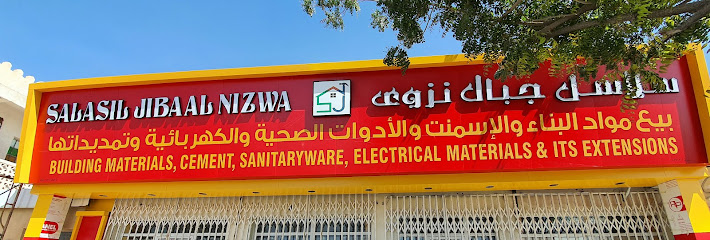 SALASIL JIBAAL NIZWA سلاسل جبال نزوى
بيع مواد البناء والإسمنت والأدوات الصحية والكهربائية وتمديداتها
BUILDING MATERIALS, CEMENT, SANITARYWARE, ELECTRICAL MATERIALS & ITS EXTENSIONS